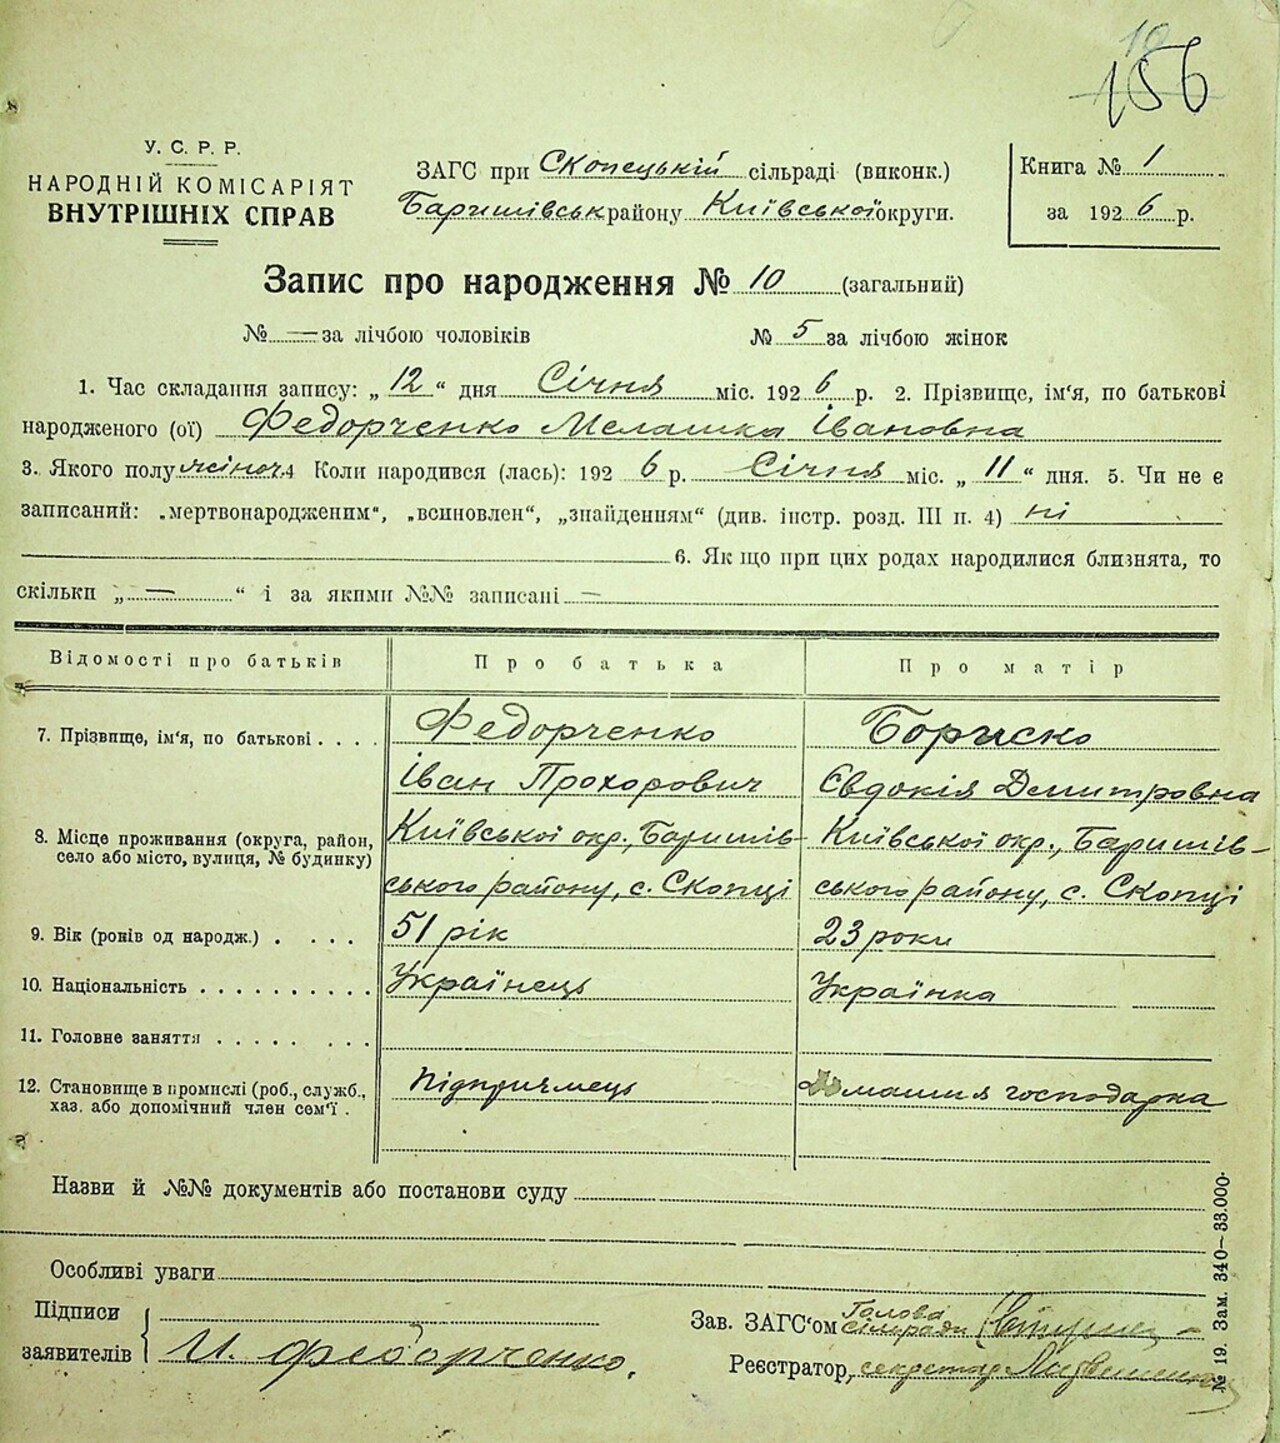 156
У. С. Р. Р.
НАРОДНІЙ КОМІСАРІЯТ
ВНУТРІШНІХ СПРАВ
ЗАГС при Скопецькій сільраді (виконк.)
Баришівськ району Київської округи.
Книга № 1
за 1926 р.
Запис про народження № 10 (загальний)
№ — за лічбою чоловіків № 5 за лічбою жінок
1. Час складання запису: „12“ дня Січня міс. 1926 р. 2. Прізвище, ім‘я, по батькові
народженого (ої) Федорченко Мелашка Івановна
3. Якого полу жіноч. 4 Коли народився (лась): 1926 р. Січня міс. „11“ дня. 5. Чи не є
записаний: „мертвонародженим“, „всиновлен“, „знайденням“ (див. інстр. розд. III п. 4) ні
6. Як що при цих родах народилися близнята, то
скільки „—“ і за якими №№ записані —
Відомості про батьків Про батька Про матір
7. Прізвище, ім‘я, по батькові . . . . Федорченко Бориско
Іван Прохорович Євдокія Демитровна
8. Місце проживання (округа, район, Київської окр., Баришів- Київської окр., Баришів-
село або місто, вулиця, № будинку) ського району, с. Скопці ського району, с. Скопці
9. Вік (років од народж.) . . . . 51 рік 23 роки
10. Національність . . . . . . . . . . Українець Українка
11. Головне заняття . . . . . . . .
12. Становище в промислі (роб., служб., Підприємець Домашня господарка
хаз. або допомічний член сем‘ї .
Назви й №№ документів або постанови суду
Особливі уваги
Підписи
заявителів И. Федорченко.
Зав. ЗАГС‘ом Голова
сільради
Реєстратор, секретар
№ 19. Зам. 340—33.000.